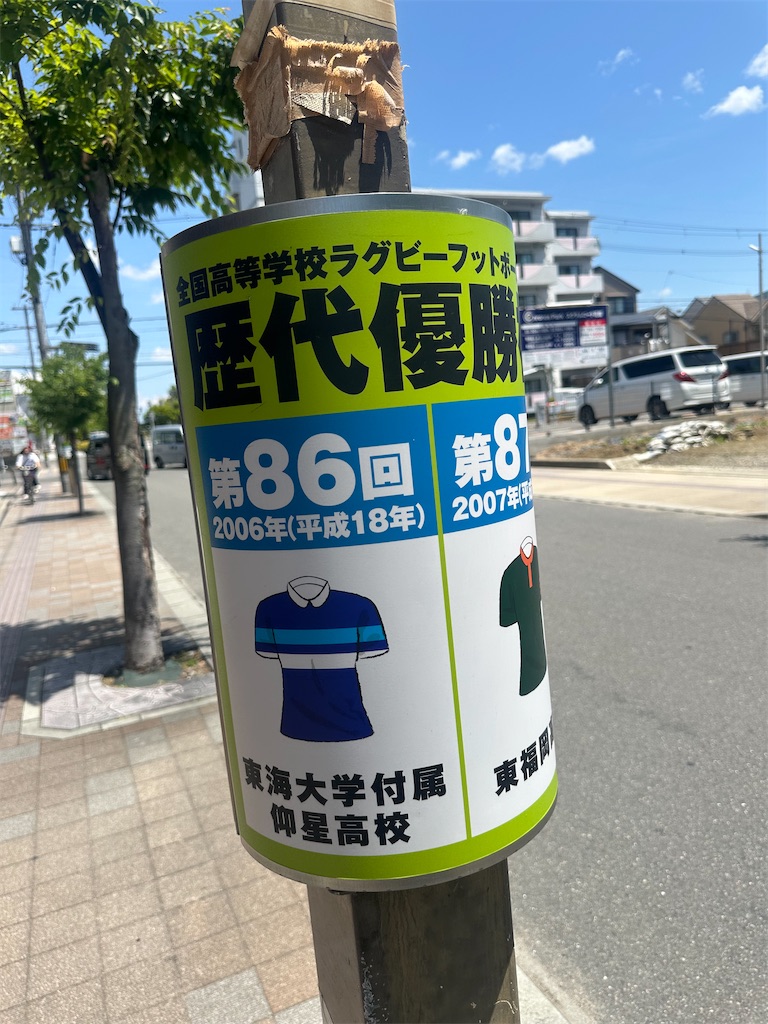 全国高等学校ラグビーフットボー
歴代優勝
第86回
2006年(平成18年)
第87
2007年(平
東海大学付属
仰星高校
東福岡